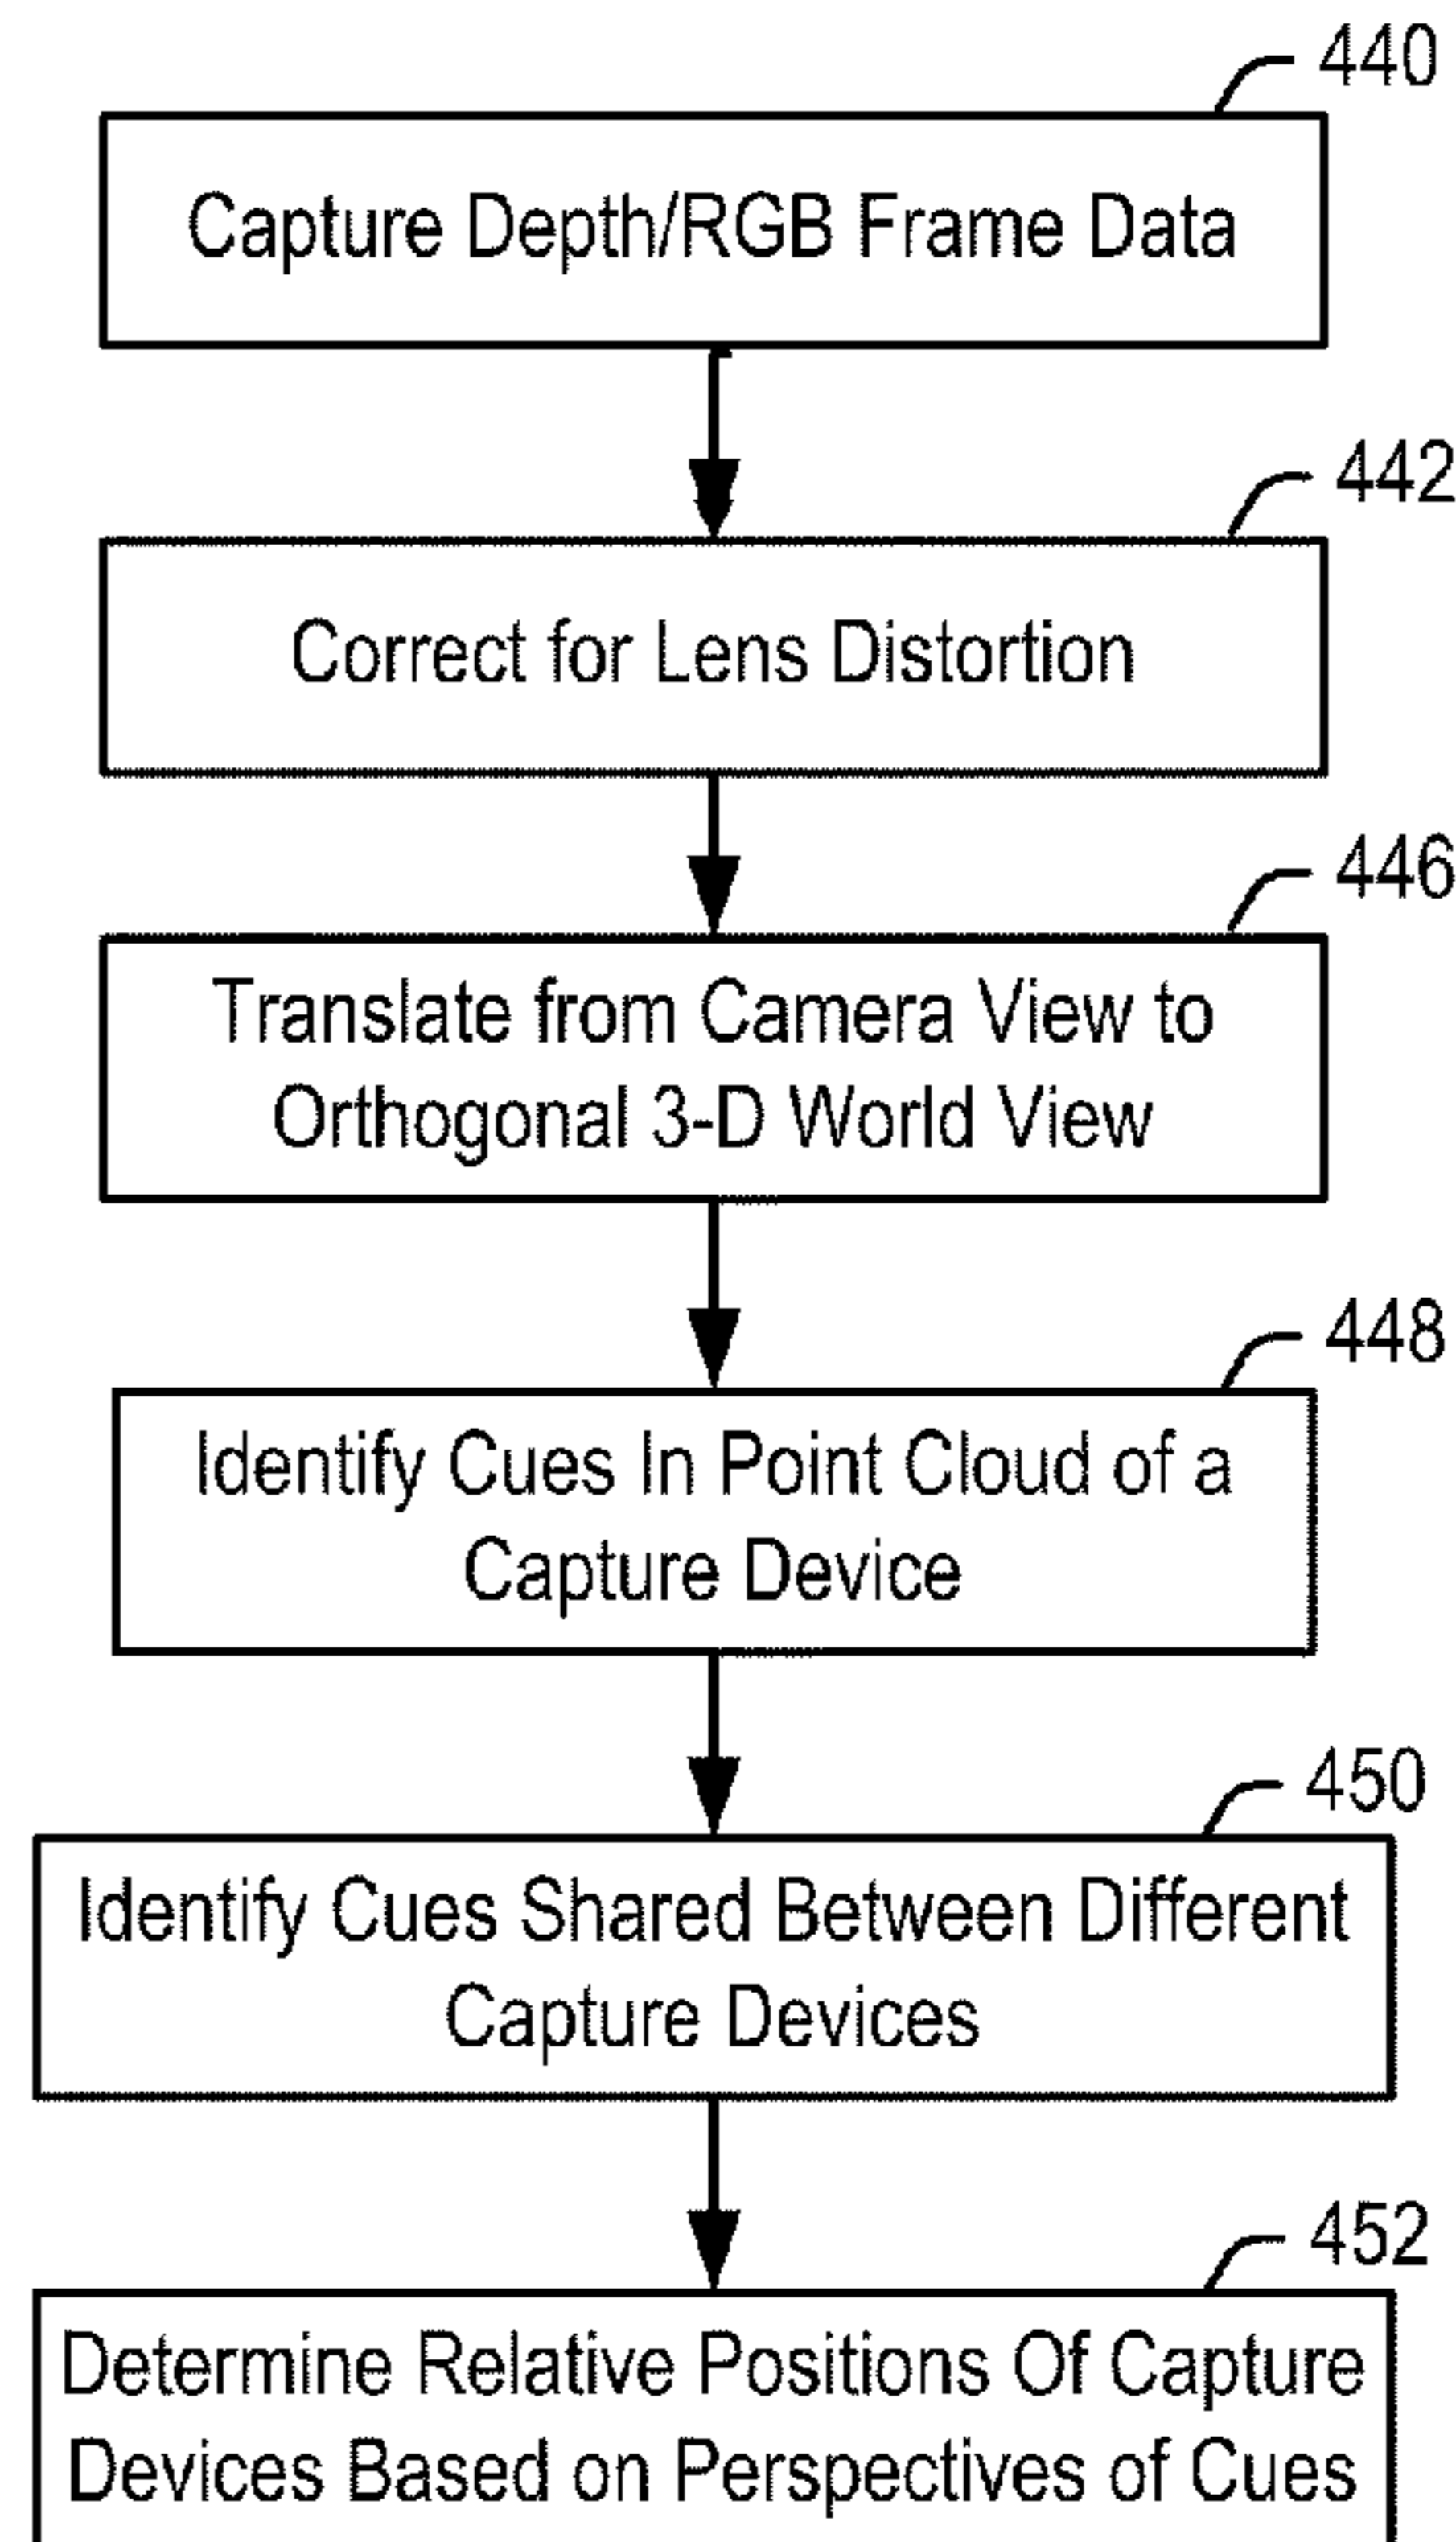 440
Capture Depth/RGB Frame Data
442
Correct for Lens Distortion
446
Translate from Camera View to
Orthogonal 3-D World View
448
Identify Cues In Point Cloud of a
Capture Device
450
Identify Cues Shared Between Different
Capture Devices
452
Determine Relative Positions Of Capture
Devices Based on Perspectives of Cues